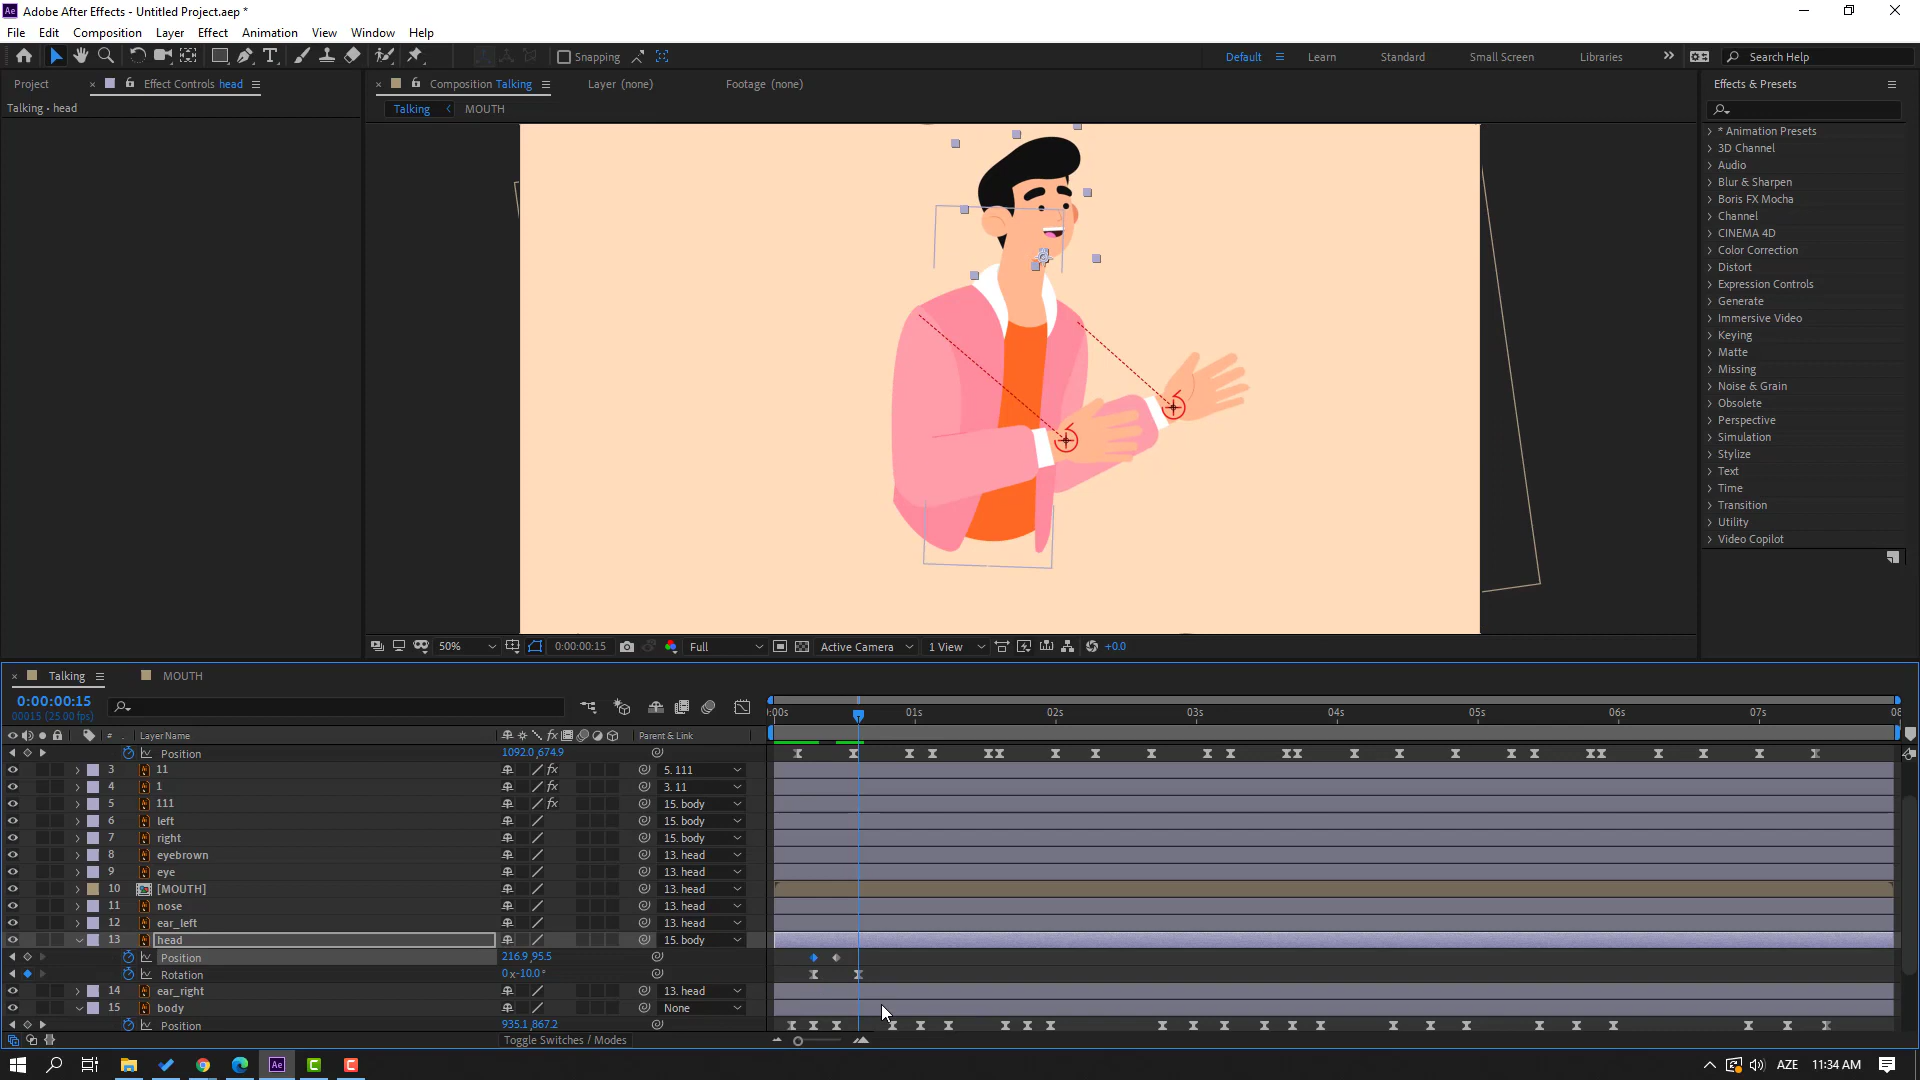 Adobe After Effects - Untitled Project.aep *
File Edit Composition Layer Effect Animation View Window Help
Snapping
Default Learn Standard Small Screen Libraries Search Help
Project Effect Controls head Composition Talking Layer (none) Footage (none) Effects & Presets
Talking • head
Talking MOUTH
* Animation Presets
3D Channel
Audio
Blur & Sharpen
Boris FX Mocha
Channel
CINEMA 4D
Color Correction
Distort
Expression Controls
Generate
Immersive Video
Keying
Matte
Missing
Noise & Grain
Obsolete
Perspective
Simulation
Stylize
Text
Time
Transition
Utility
Video Copilot
50% 0:00:00:15 Full Active Camera 1 View +0.0
Talking MOUTH
0:00:00:15
00015 (25.00 fps)
:00s 01s 02s 03s 04s 05s 06s 07s 08
# Layer Name Parent & Link
Position 1092.0,674.9
3 11 5. 111
4 1 3. 11
5 111 15. body
6 left 15. body
7 right 15. body
8 eyebrown 13. head
9 eye 13. head
10 [MOUTH] 13. head
11 nose 13. head
12 ear_left 13. head
13 head 15. body
Position 216.9,95.5
Rotation 0x-10.0°
14 ear_right 13. head
15 body None
Position 935.1,867.2
Toggle Switches / Modes
AZE 11:34 AM